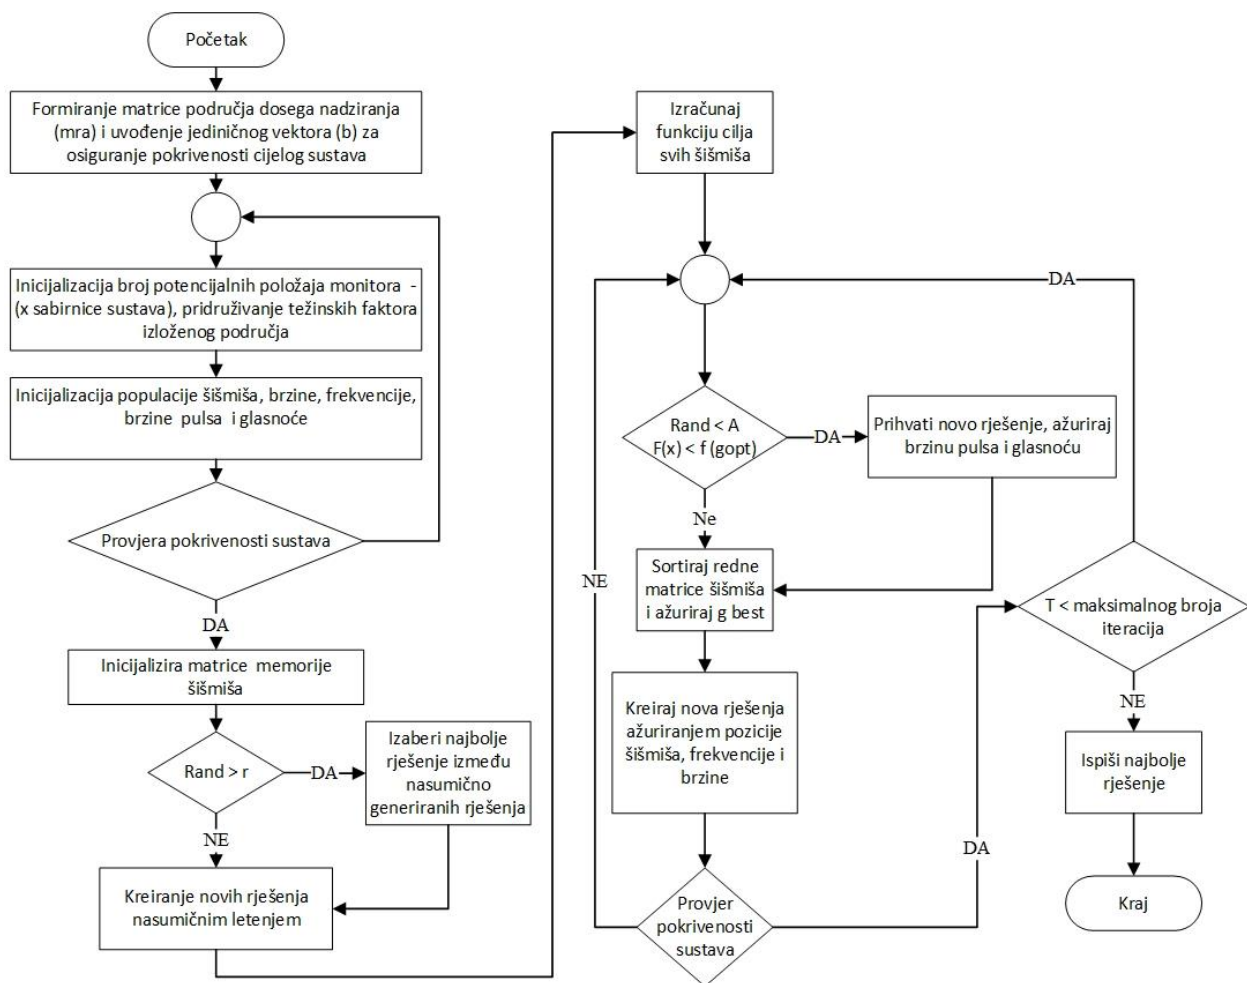 Početak
Formiranje matrice područja dosega nadziranja
(mra) i uvođenje jediničnog vektora (b) za
osiguranje pokrivenosti cijelog sustava
Inicijalizacija broj potencijalnih položaja monitora -
(x sabirnice sustava), pridruživanje težinskih faktora
izloženog područja
Inicijalizacija populacije šišmiša, brzine, frekvencije,
brzine pulsa i glasnoće
Provjera pokrivenosti sustava
DA
Inicijalizira matrice memorije
šišmiša
Rand > r
DA
Izaberi najbolje
rješenje između
nasumično
generiranih rješenja
NE
Kreiranje novih rješenja
nasumičnim letenjem
Izračunaj
funkciju cilja
svih šišmiša
DA
Rand < A
F(x) < f (gopt)
DA
Prihvati novo rješenje, ažuriraj
brzinu pulsa i glasnoću
Ne
Sortiraj redne
matrice šišmiša
i ažuriraj g best
NE
Kreiraj nova rješenja
ažuriranjem pozicije
šišmiša, frekvencije i
brzine
Provjer
pokrivenosti
sustava
DA
T < maksimalnog broja
iteracija
NE
Ispiši najbolje
rješenje
Kraj